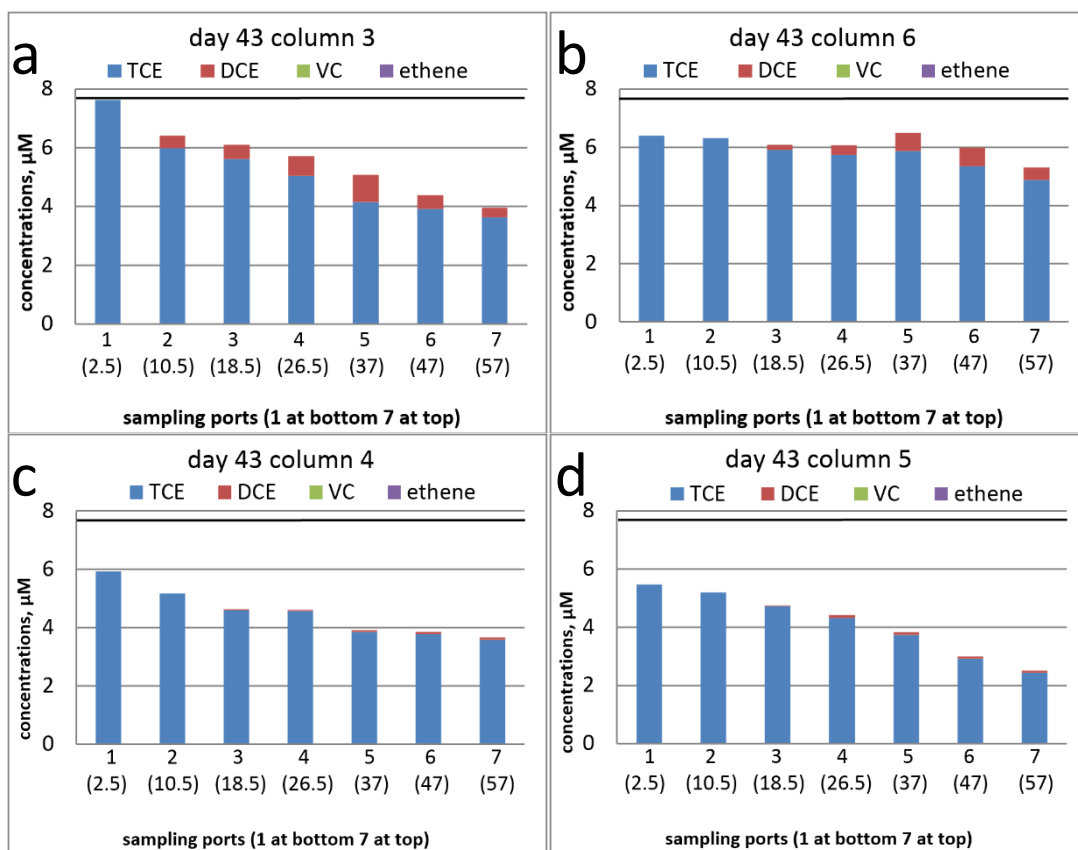 a
day 43 column 3
TCE DCE VC ethene
concentrations, µM
8
6
4
2
0
1 2 3 4 5 6 7
(2.5) (10.5) (18.5) (26.5) (37) (47) (57)
sampling ports (1 at bottom 7 at top)
b
day 43 column 6
TCE DCE VC ethene
concentrations, µM
8
6
4
2
0
1 2 3 4 5 6 7
(2.5) (10.5) (18.5) (26.5) (37) (47) (57)
sampling ports (1 at bottom 7 at top)
c
day 43 column 4
TCE DCE VC ethene
concentrations, µM
8
6
4
2
0
1 2 3 4 5 6 7
(2.5) (10.5) (18.5) (26.5) (37) (47) (57)
sampling ports (1 at bottom 7 at top)
d
day 43 column 5
TCE DCE VC ethene
concentrations, µM
8
6
4
2
0
1 2 3 4 5 6 7
(2.5) (10.5) (18.5) (26.5) (37) (47) (57)
sampling ports (1 at bottom 7 at top)